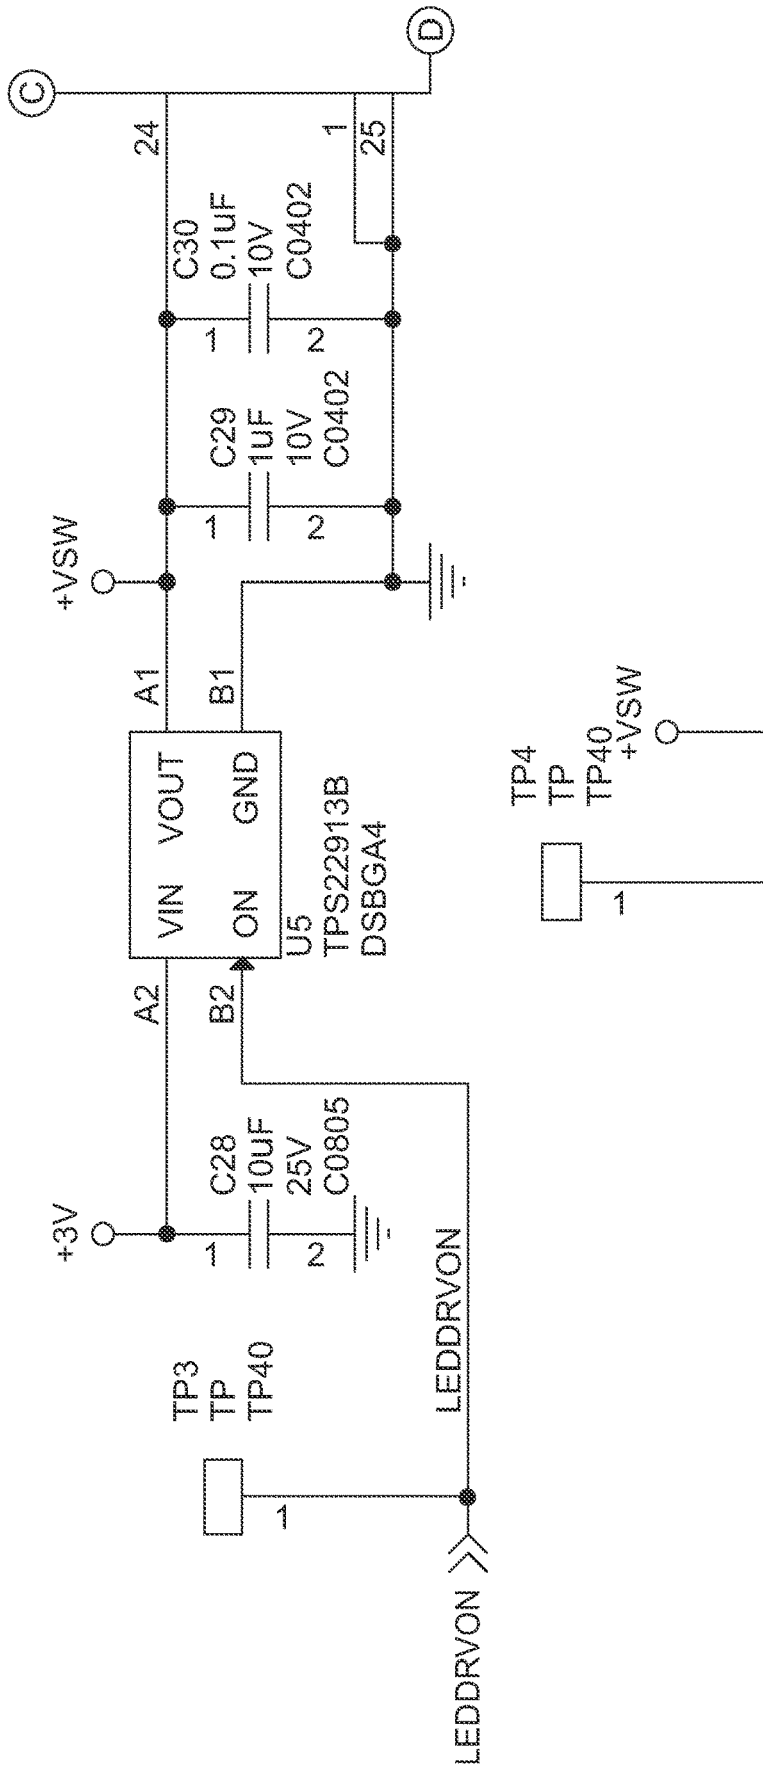 C
D
24
1
25
C30
0.1uF
10V
C0402
1
2
C29
1uF
10V
C0402
1
2
+VSW
A1
B1
VIN VOUT
ON GND
U5
TPS22913B
DSBGA4
A2
B2
C28
10uF
25V
C0805
1
2
+3V
TP3
TP
TP40
1
LEDDRVON
LEDDRVON
TP4
TP
TP40
1
+VSW